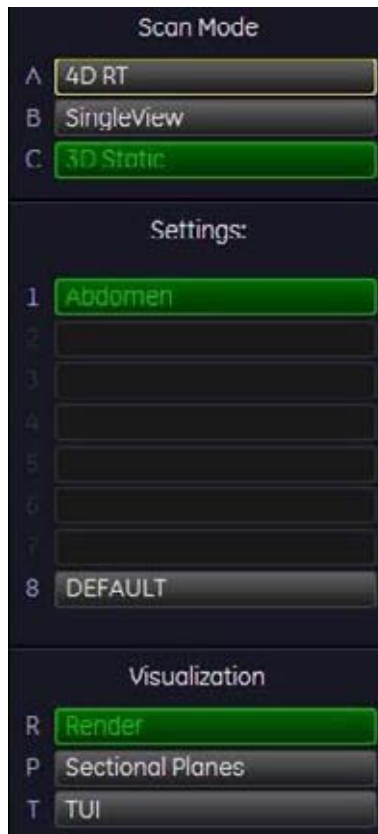 Scan Mode
A 4D RT
B SingleView
C 3D Static
Settings:
1 Abdomen
2
3
4
5
6
7
8 DEFAULT
Visualization
R Render
P Sectional Planes
T TUI